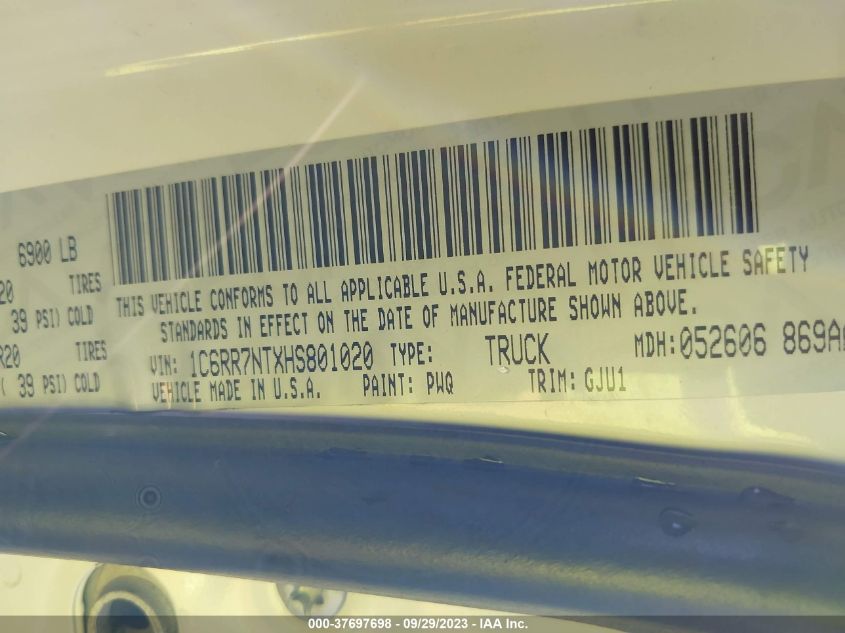 6900 LB
20 TIRES
39 PSI) COLD
R20 TIRES
( 39 PSI) COLD
THIS VEHICLE CONFORMS TO ALL APPLICABLE U.S.A. FEDERAL MOTOR VEHICLE SAFETY
STANDARDS IN EFFECT ON THE DATE OF MANUFACTURE SHOWN ABOVE.
VIN: 1C6RR7NTXHS801020 TYPE: TRUCK MDH: 052606 869A
VEHICLE MADE IN U.S.A. PAINT: PWQ TRIM: GJU1
000-37697698 - 09/29/2023 - IAA Inc.